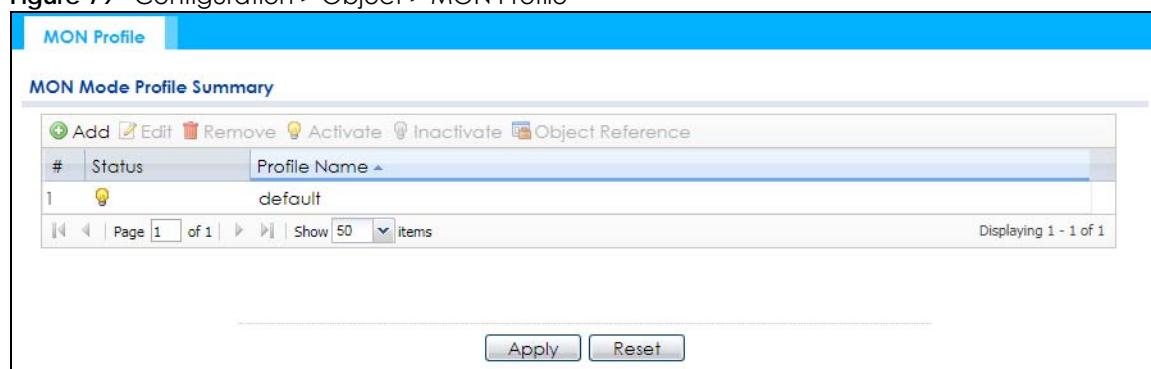 Figure 79 Configuration > Object > MON Profile
MON Profile
MON Mode Profile Summary
Add Edit Remove Activate Inactivate Object Reference
# Status Profile Name
1 default
Page 1 of 1 Show 50 items Displaying 1 - 1 of 1
Apply Reset